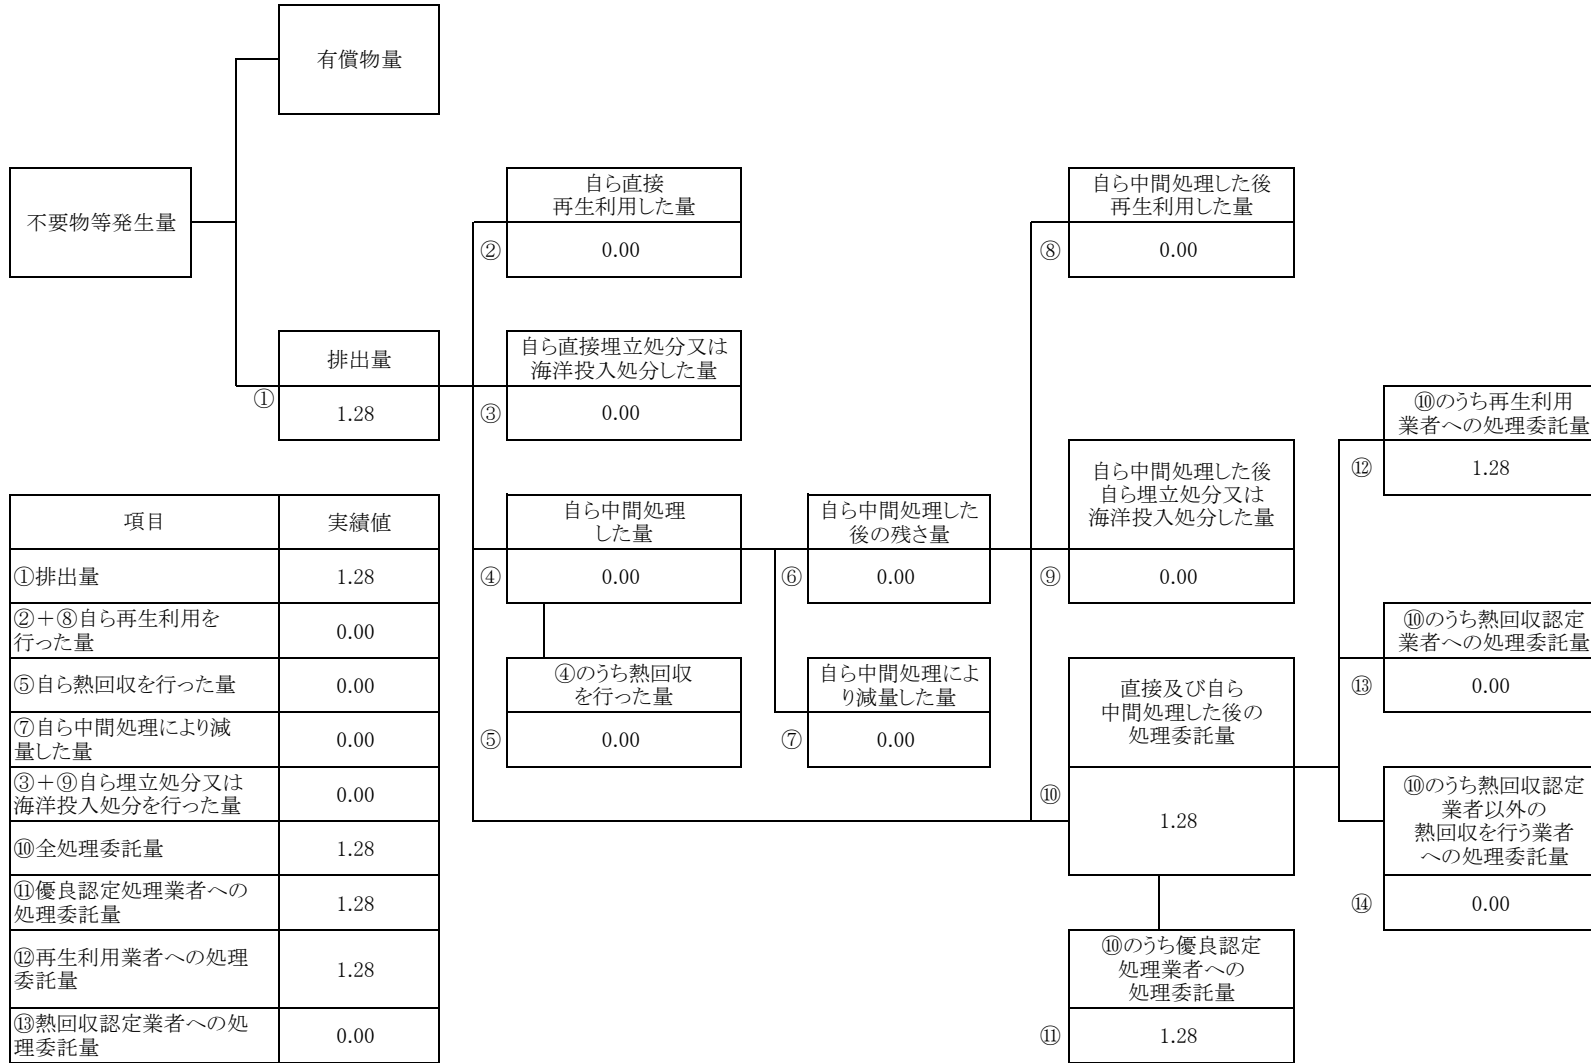 有償物量
不要物等発生量
自ら直接
再生利用した量
②
0.00
自ら中間処理した後
再生利用した量
⑧
0.00
排出量
①
1.28
自ら直接埋立処分又は
海洋投入処分した量
③
0.00
⑩のうち再生利用
業者への処理委託量
⑫
1.28
自ら中間処理
した量
④
0.00
自ら中間処理した
後の残さ量
⑥
0.00
自ら中間処理した後
自ら埋立処分又は
海洋投入処分した量
⑨
0.00
④のうち熱回収
を行った量
⑤
0.00
自ら中間処理によ
り減量した量
⑦
0.00
直接及び自ら
中間処理した後の
処理委託量
⑩
1.28
⑩のうち熱回収認定
業者への処理委託量
⑬
0.00
⑩のうち熱回収認定
業者以外の
熱回収を行う業者
への処理委託量
⑭
0.00
⑩のうち優良認定
処理業者への
処理委託量
⑪
1.28
項目
実績値
①排出量
1.28
②＋⑧自ら再生利用を
行った量
0.00
⑤自ら熱回収を行った量
0.00
⑦自ら中間処理により減
量した量
0.00
③＋⑨自ら埋立処分又は
海洋投入処分を行った量
0.00
⑩全処理委託量
1.28
⑪優良認定処理業者への
処理委託量
1.28
⑫再生利用業者への処理
委託量
1.28
⑬熱回収認定業者への処
理委託量
0.00